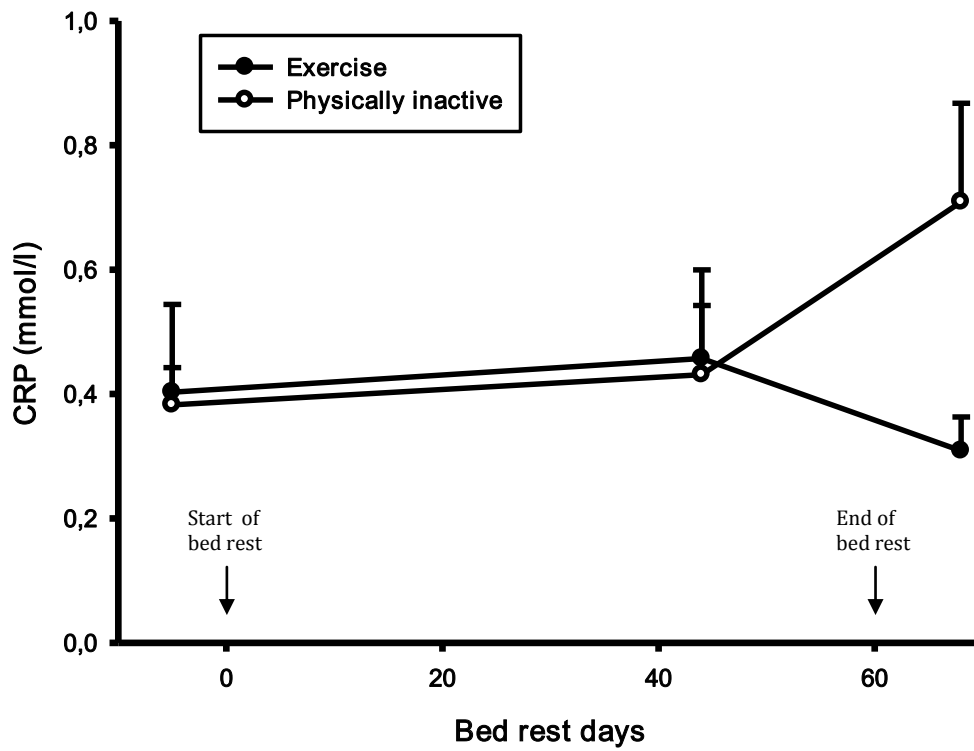 1,0
0,8
0,6
0,4
0,2
0,0
CRP (mmol/l)
Exercise
Physically inactive
Start of
bed rest
End of
bed rest
0
20
40
60
Bed rest days